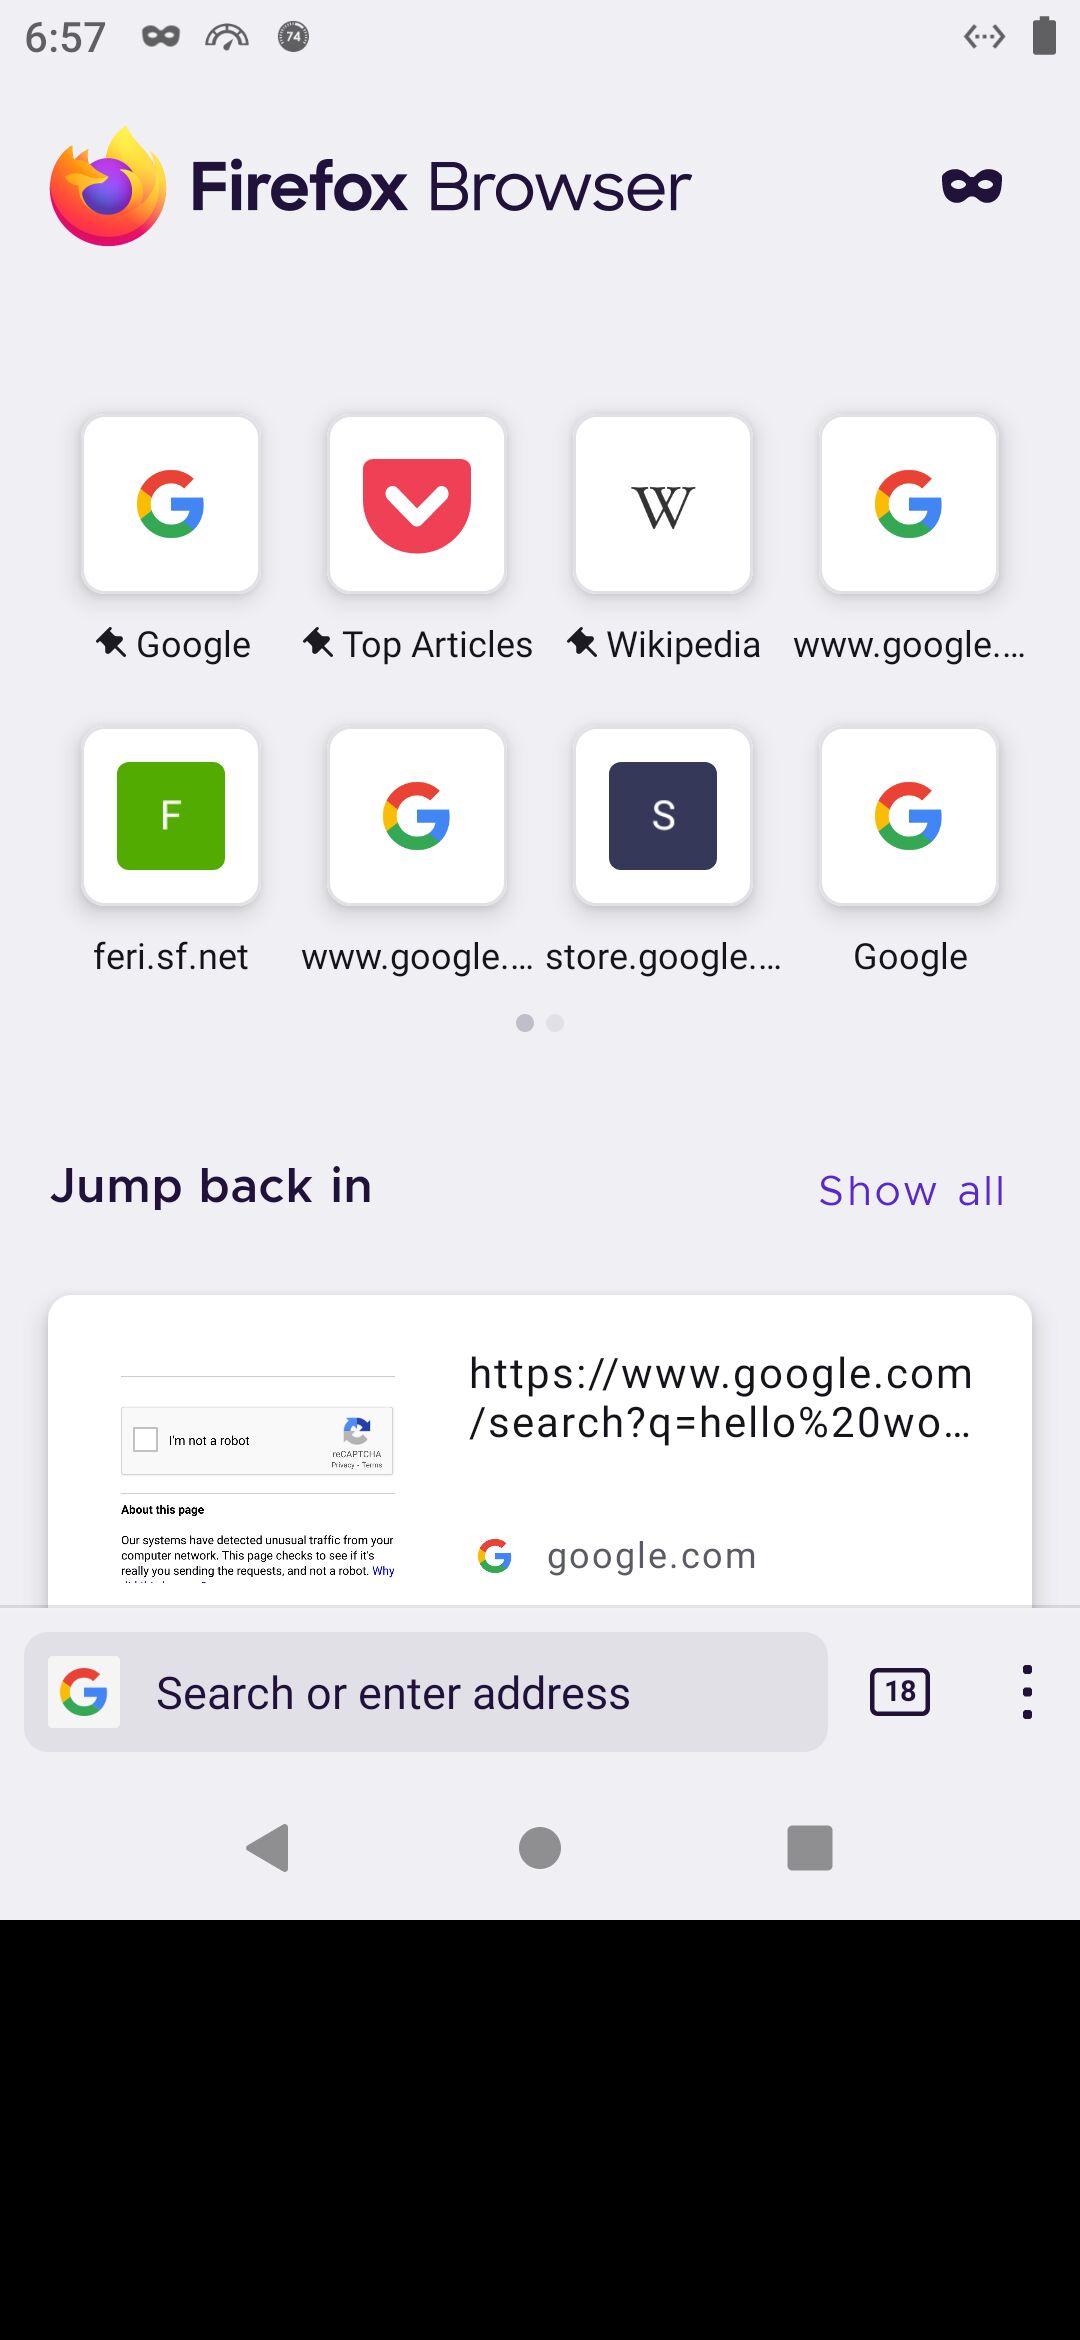 6:57
74
Firefox Browser
Google
Top Articles
W
Wikipedia
www.google.…
F
feri.sf.net
www.google.…
S
store.google.…
Google
Jump back in
Show all
https://www.google.com
/search?q=hello%20wo…
I'm not a robot
reCAPTCHA
Privacy - Terms
About this page
Our systems have detected unusual traffic from your
computer network. This page checks to see if it's
really you sending the requests, and not a robot. Why
google.com
Search or enter address
18